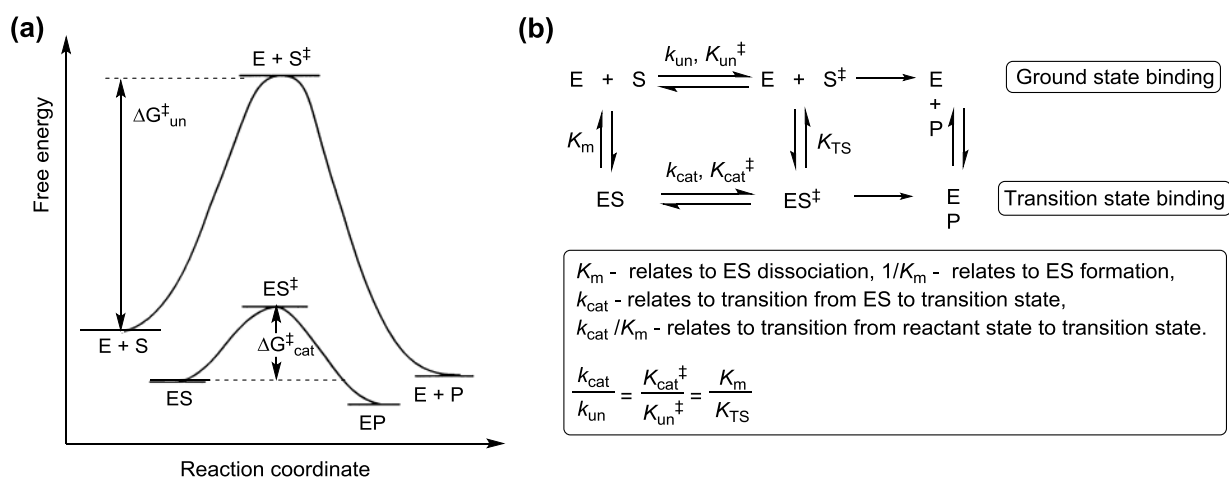 (a)
Free energy
E + S‡
ΔG‡un
E + S
ES‡
ΔG‡cat
ES
EP
E + P
Reaction coordinate
(b)
kun, Kun‡
E + S
E + S‡
E
+
P
Ground state binding
Km
KTS
kcat, Kcat‡
ES
ES‡
E
P
Transition state binding
Km - relates to ES dissociation, 1/Km - relates to ES formation,
kcat - relates to transition from ES to transition state,
kcat /Km - relates to transition from reactant state to transition state.
kcat/kun = Kcat‡/Kun‡ = Km/KTS